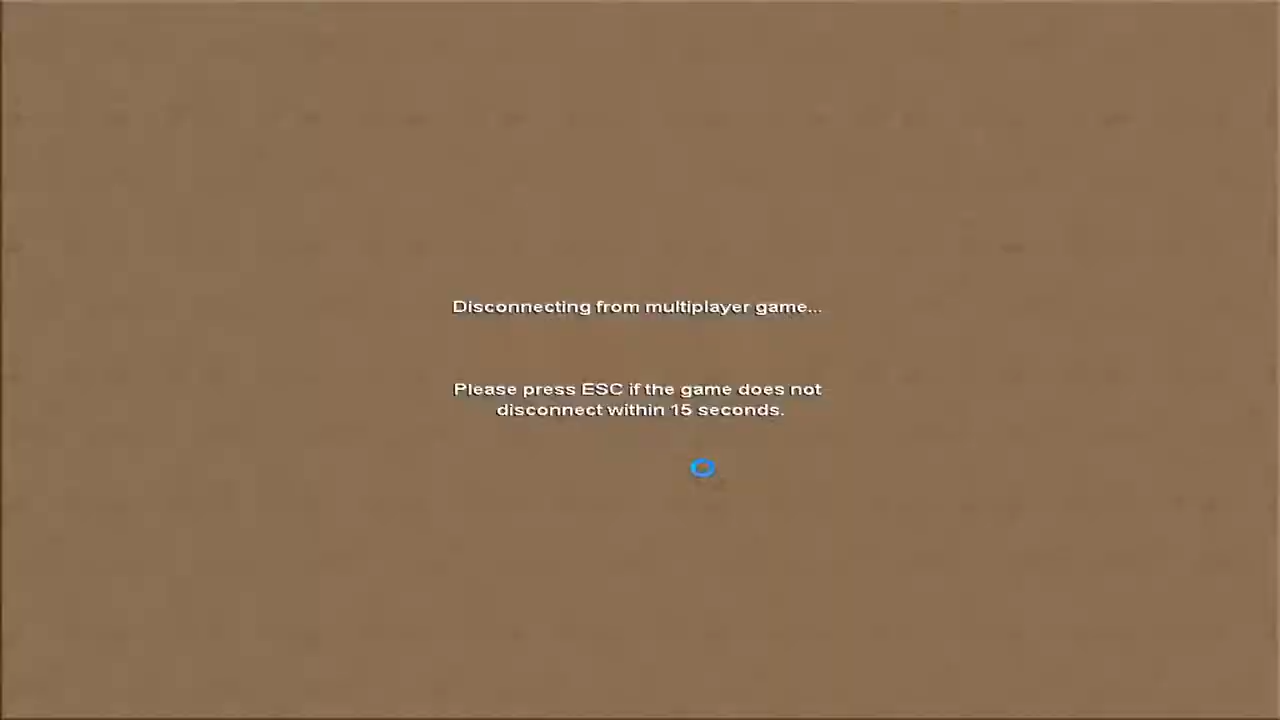 Disconnecting from multiplayer game...
Please press ESC if the game does not
disconnect within 15 seconds.